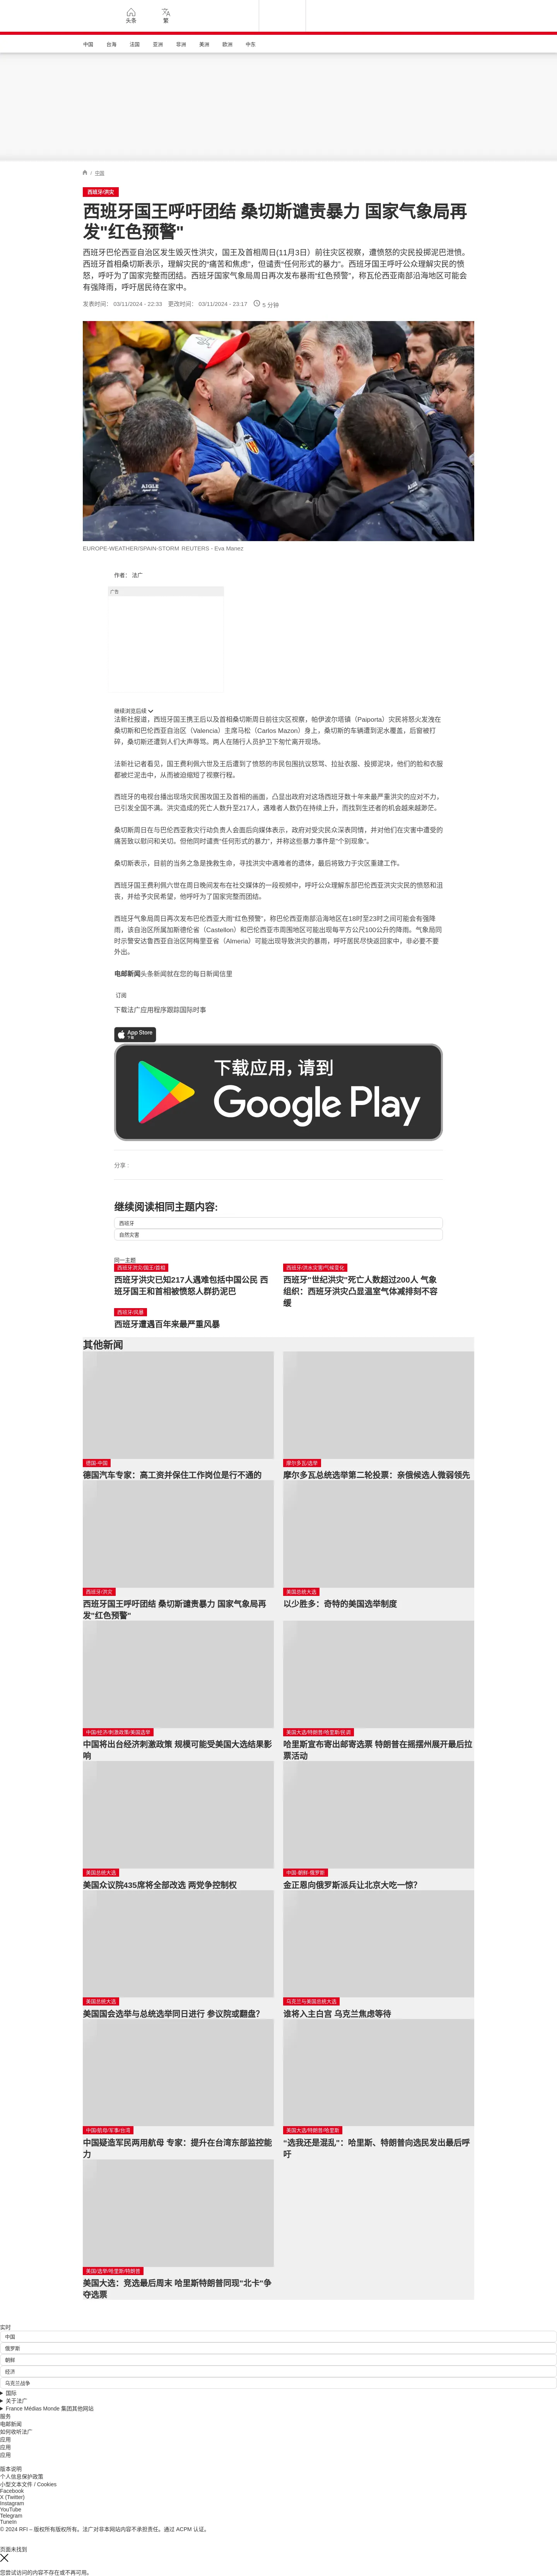 头条
繁
中国
台海
法国
亚洲
非洲
美洲
欧洲
中东
/ 中国
西班牙/洪灾
西班牙国王呼吁团结 桑切斯谴责暴力 国家气象局再
发"红色预警"
西班牙巴伦西亚自治区发生毁灭性洪灾，国王及首相周日(11月3日）前往灾区视察，遭愤怒的灾民投掷泥巴泄愤。
西班牙首相桑切斯表示，理解灾民的“痛苦和焦虑”，但谴责“任何形式的暴力”。西班牙国王呼吁公众理解灾民的愤
怒，呼吁为了国家完整而团结。西班牙国家气象局周日再次发布暴雨“红色预警”，称瓦伦西亚南部沿海地区可能会
有强降雨，呼吁居民待在家中。
发表时间： 03/11/2024 - 22:33 更改时间： 03/11/2024 - 23:17 5 分钟
EUROPE-WEATHER/SPAIN-STORM REUTERS - Eva Manez
作者： 法广
广告
继续浏览后续
法新社报道，西班牙国王携王后以及首相桑切斯周日前往灾区视察，帕伊波尔塔镇（Paiporta）灾民将怒火发洩在
桑切斯和巴伦西亚自治区（Valencia）主席马松（Carlos Mazon）身上，桑切斯的车辆遭到泥水覆盖，后窗被打
碎，桑切斯还遭到人们大声辱骂。两人在随行人员护卫下匆忙离开现场。
法新社记者看见，国王费利佩六世及王后遭到了愤怒的市民包围抗议怒骂、拉扯衣服、投掷泥块，他们的脸和衣服
都被烂泥击中，从而被迫缩短了视察行程。
西班牙的电视台播出现场灾民围攻国王及首相的画面，凸显出政府对这场西班牙数十年来最严重洪灾的应对不力，
已引发全国不满。洪灾造成的死亡人数升至217人，遇难者人数仍在持续上升，而找到生还者的机会越来越渺茫。
桑切斯周日在与巴伦西亚救灾行动负责人会面后向媒体表示，政府对受灾民众深表同情，并对他们在灾害中遭受的
痛苦致以慰问和关切。但他同时谴责“任何形式的暴力”，并称这些暴力事件是“个别现象”。
桑切斯表示，目前的当务之急是挽救生命，寻找洪灾中遇难者的遗体，最后将致力于灾区重建工作。
西班牙国王费利佩六世在周日晚间发布在社交媒体的一段视频中，呼吁公众理解东部巴伦西亚洪灾灾民的愤怒和沮
丧，并给予灾民希望，他呼吁为了国家完整而团结。
西班牙气象局周日再次发布巴伦西亚大雨“红色预警”，称巴伦西亚南部沿海地区在18时至23时之间可能会有强降
雨，该自治区所属加斯德伦省（Castellon）和巴伦西亚市周围地区可能出现每平方公尺100公升的降雨。气象局同
时示警安达鲁西亚自治区阿梅里亚省（Almeria）可能出现导致洪灾的暴雨，呼吁居民尽快返回家中，非必要不要
外出。
电邮新闻头条新闻就在您的每日新闻信里
订阅
下载法广应用程序跟踪国际时事
App Store
下载
下载应用，请到
Google Play
分享 :
继续阅读相同主题内容:
西班牙
自然灾害
同一主题
西班牙洪灾/国王/首相
西班牙洪灾已知217人遇难包括中国公民 西
班牙国王和首相被愤怒人群扔泥巴
西班牙/洪水灾害/气候变化
西班牙"世纪洪灾"死亡人数超过200人 气象
组织：西班牙洪灾凸显温室气体减排刻不容
缓
西班牙/风暴
西班牙遭遇百年来最严重风暴
其他新闻
德国-中国
德国汽车专家：高工资并保住工作岗位是行不通的
摩尔多瓦/选举
摩尔多瓦总统选举第二轮投票：亲俄候选人微弱领先
西班牙/洪灾
西班牙国王呼吁团结 桑切斯谴责暴力 国家气象局再
发"红色预警"
美国总统大选
以少胜多：奇特的美国选举制度
中国/经济/刺激政策/美国选举
中国将出台经济刺激政策 规模可能受美国大选结果影
响
美国大选/特朗普/哈里斯/民调
哈里斯宣布寄出邮寄选票 特朗普在摇摆州展开最后拉
票活动
美国总统大选
美国众议院435席将全部改选 两党争控制权
中国-朝鲜-俄罗斯
金正恩向俄罗斯派兵让北京大吃一惊？
美国总统大选
美国国会选举与总统选举同日进行 参议院或翻盘？
乌克兰与美国总统大选
谁将入主白宫 乌克兰焦虑等待
中国/航母/军事/台湾
中国疑造军民两用航母 专家：提升在台湾东部监控能
力
美国大选/特朗普/哈里斯
“选我还是混乱”：哈里斯、特朗普向选民发出最后呼
吁
美国/选举/哈里斯/特朗普
美国大选：竞选最后周末 哈里斯特朗普同现"北卡"争
夺选票
实时
中国
俄罗斯
朝鲜
经济
乌克兰战争
国际
关于法广
France Médias Monde 集团其他网站
服务
电邮新闻
如何收听法广
应用
应用
应用
版本说明
个人信息保护政策
小型文本文件 / Cookies
Facebook
X (Twitter)
Instagram
YouTube
Telegram
TuneIn
© 2024 RFI – 版权所有版权所有。法广对非本网站内容不承担责任。通过 ACPM 认证。
页面未找到
您尝试访问的内容不存在或不再可用。